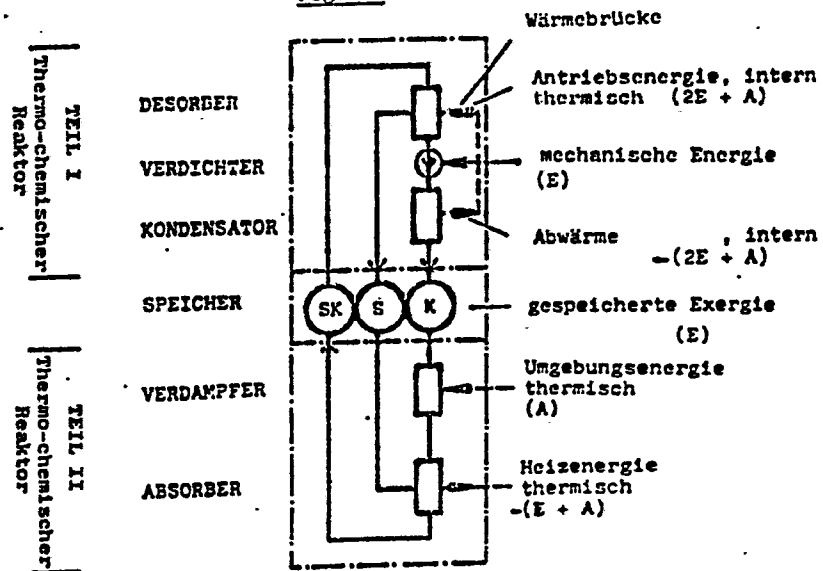 Wärmebrücke
Antriebsenergie, intern
thermisch (2E + A)
DESORBER
VERDICHTER
mechanische Energie
(E)
KONDENSATOR
Abwärme , intern
-(2E + A)
TEIL I
Thermo-chemischer
Reaktor
SPEICHER
SK
S
K
gespeicherte Exergie
(E)
VERDAMPFER
Umgebungsenergie
thermisch
(A)
ABSORBER
Heizenergie
thermisch
-(E + A)
TEIL II
Thermo-chemischer
Reaktor